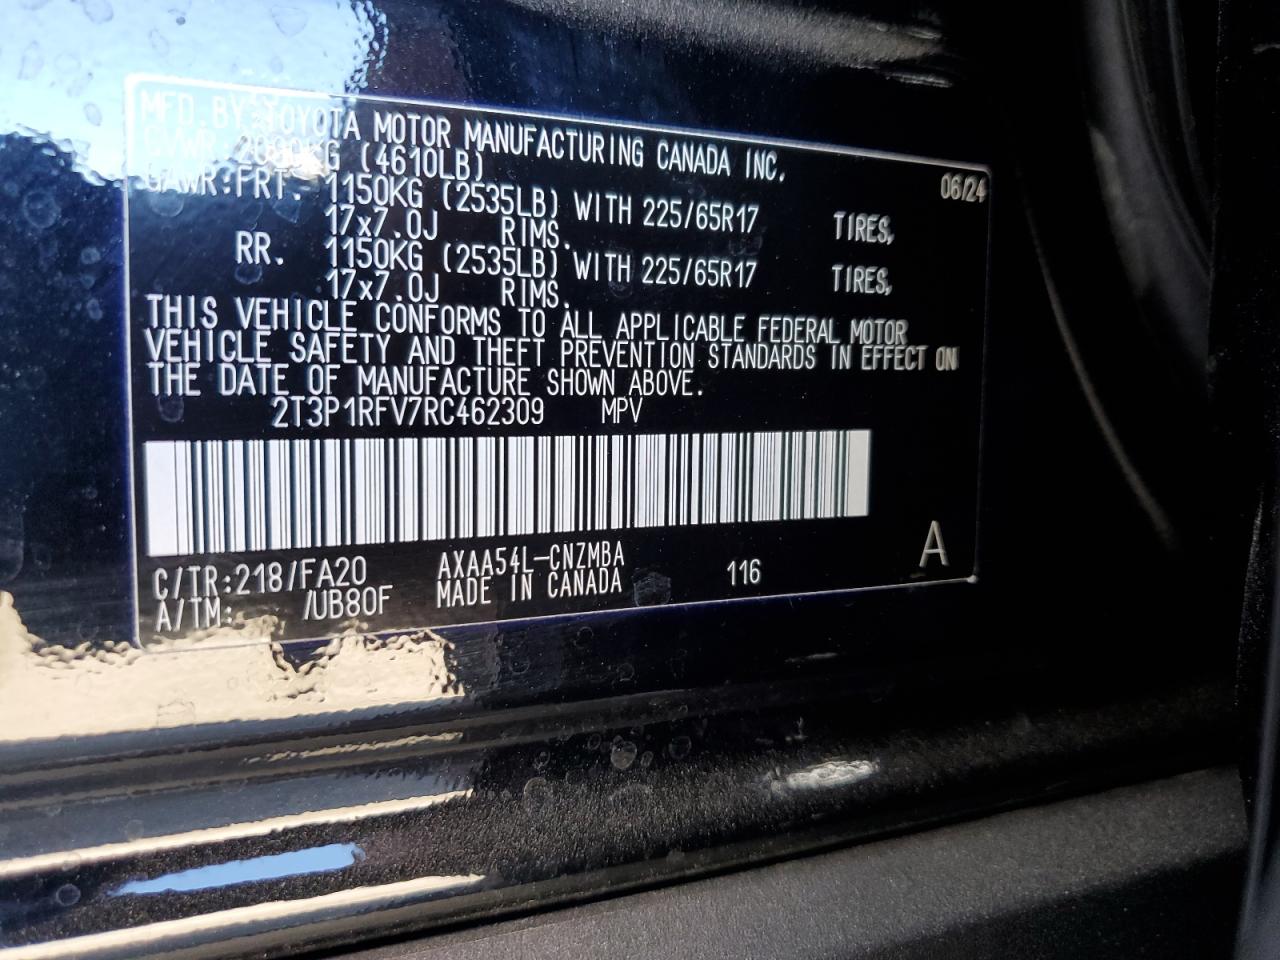 MFD. BY: TOYOTA MOTOR MANUFACTURING CANADA INC.
06/24
GVWR: 2090KG (4610LB)
GAWR: FRT. 1150KG (2535LB) WITH 225/65R17 TIRES,
17x7.0J RIMS.
RR. 1150KG (2535LB) WITH 225/65R17 TIRES,
17x7.0J RIMS.
THIS VEHICLE CONFORMS TO ALL APPLICABLE FEDERAL MOTOR
VEHICLE SAFETY AND THEFT PREVENTION STANDARDS IN EFFECT ON
THE DATE OF MANUFACTURE SHOWN ABOVE.
2T3P1RFV7RC462309 MPV
C/TR:218/FA20 AXAA54L-CNZMBA 116 A
A/TM: /UB80F MADE IN CANADA